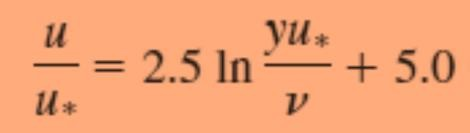 u/u* = 2.5 ln yu*/ν + 5.0